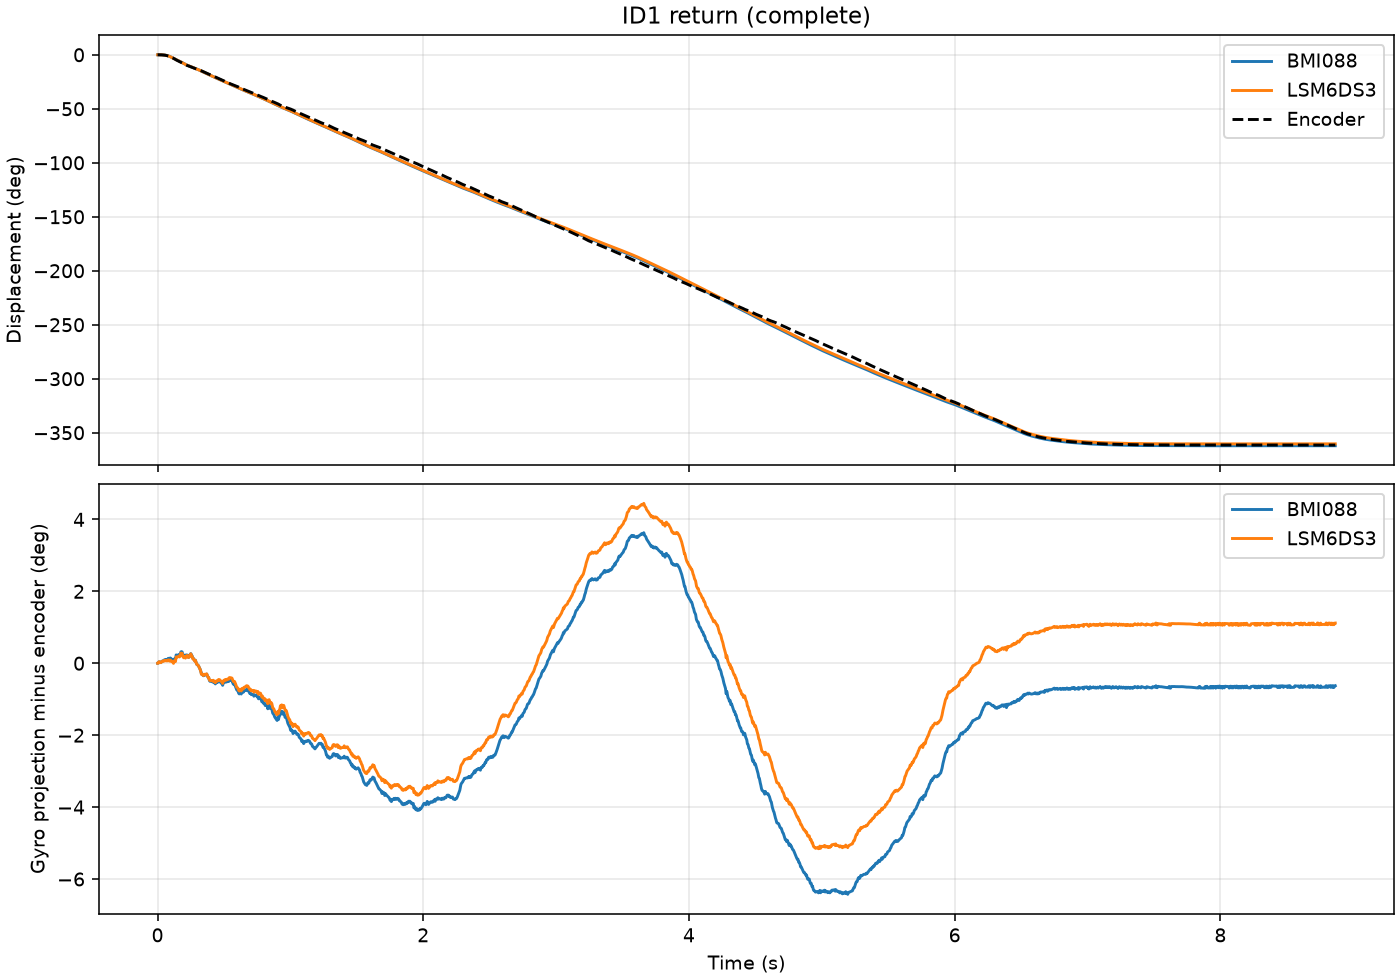 ID1 return (complete)
Displacement (deg)
0
−50
−100
−150
−200
−250
−300
−350
BMI088
LSM6DS3
Encoder
Gyro projection minus encoder (deg)
4
2
0
−2
−4
−6
BMI088
LSM6DS3
0 2 4 6 8
Time (s)